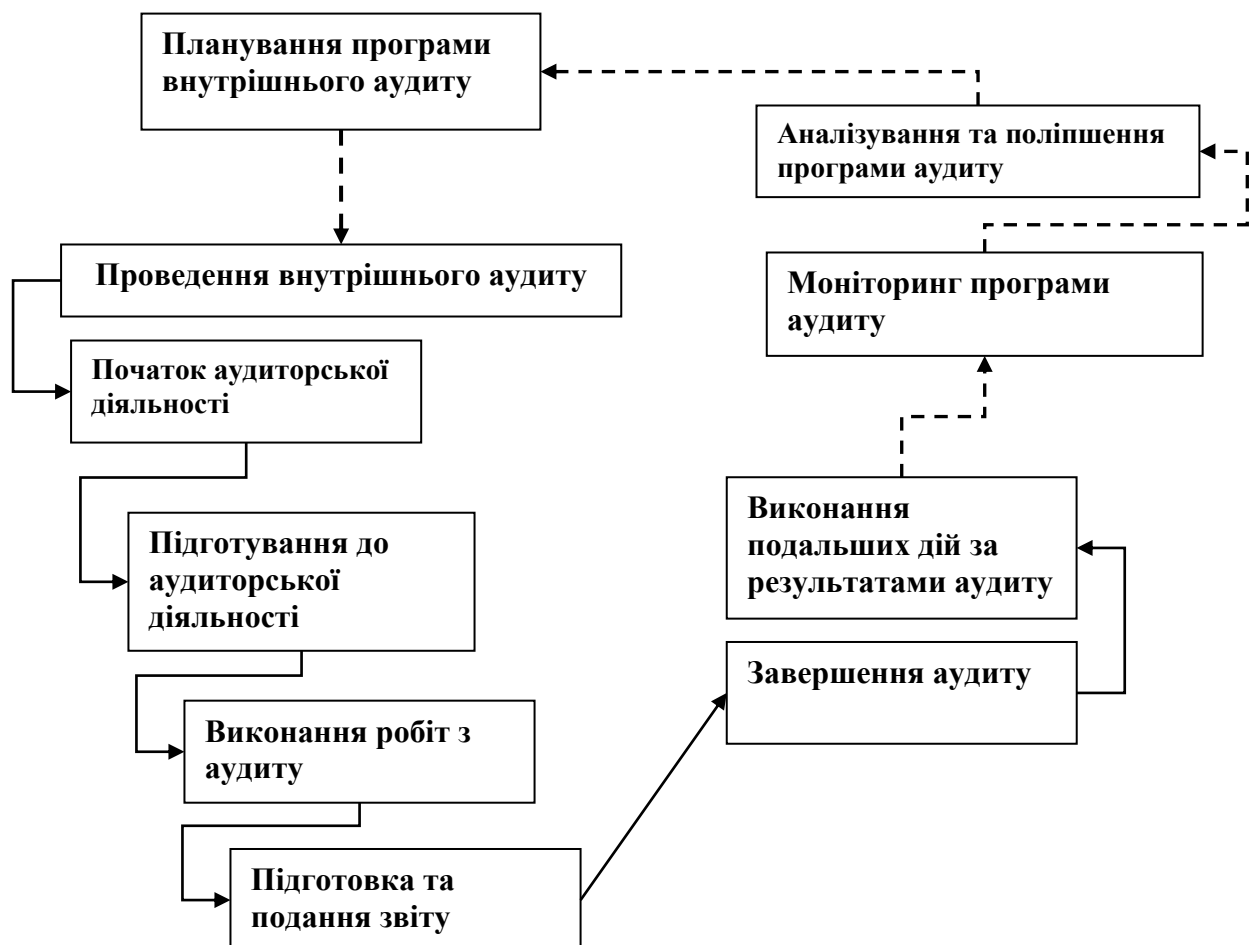 Планування програми
внутрішнього аудиту
Аналізування та поліпшення
програми аудиту
Проведення внутрішнього аудиту
Моніторинг програми
аудиту
Початок аудиторської
діяльності
Підготування до
аудиторської
діяльності
Виконання
подальших дій за
результатами аудиту
Завершення аудиту
Виконання робіт з
аудиту
Підготовка та
подання звіту